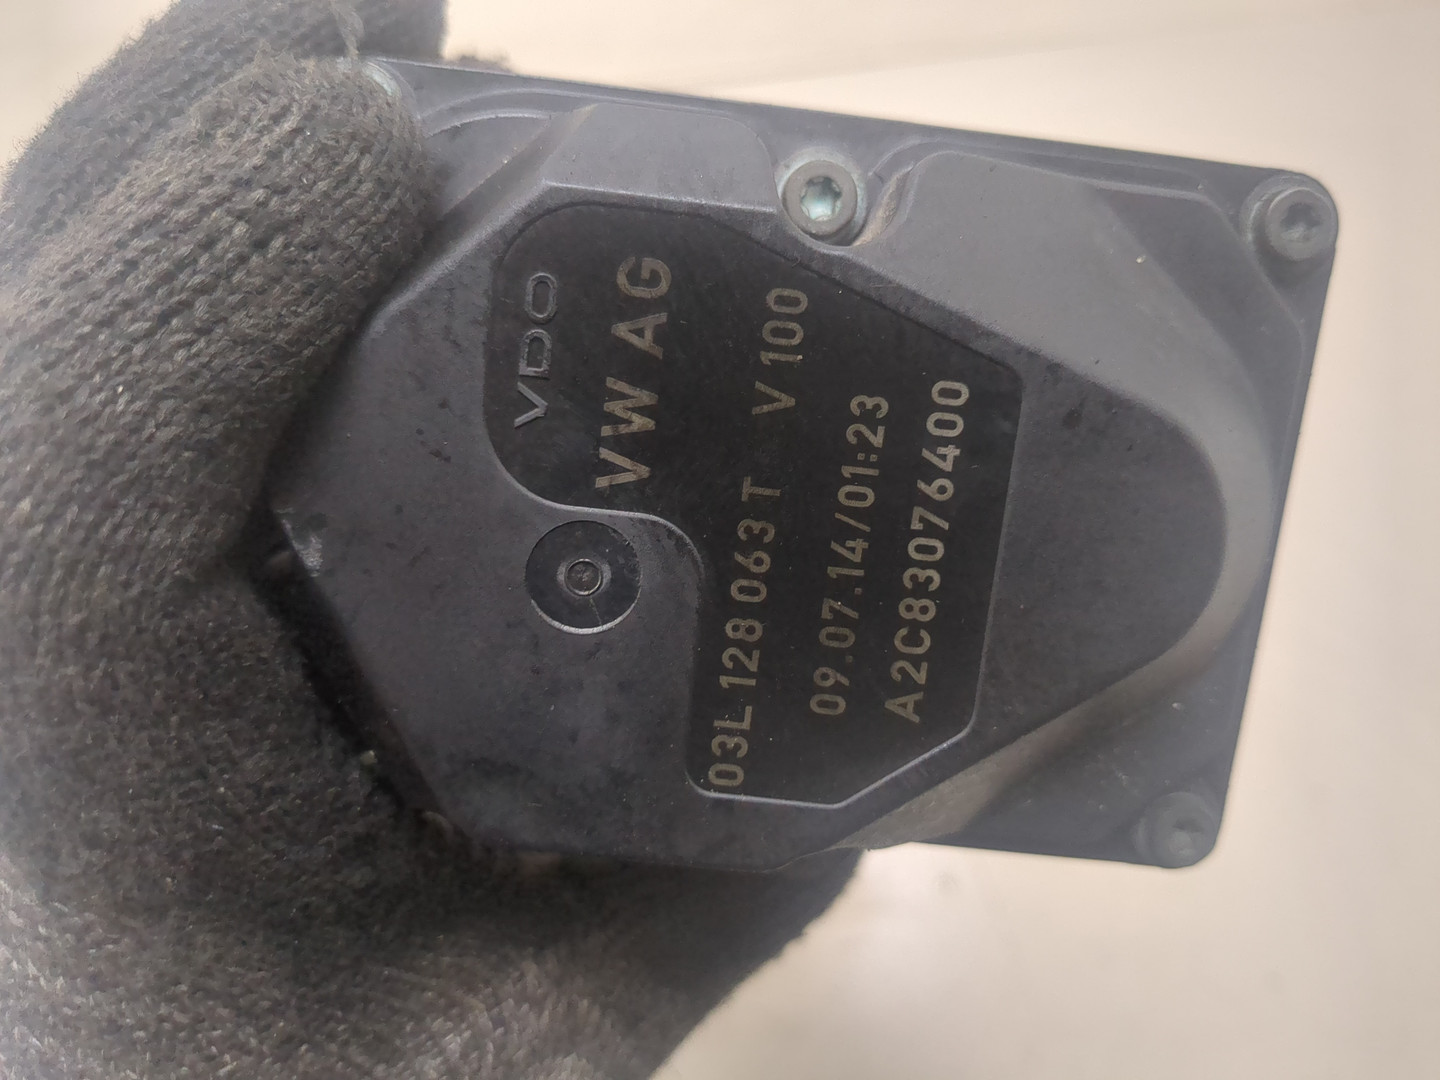 VDO
VW AG
03L 128 063 T V 100
09.07.14/01:23
A2C83076400